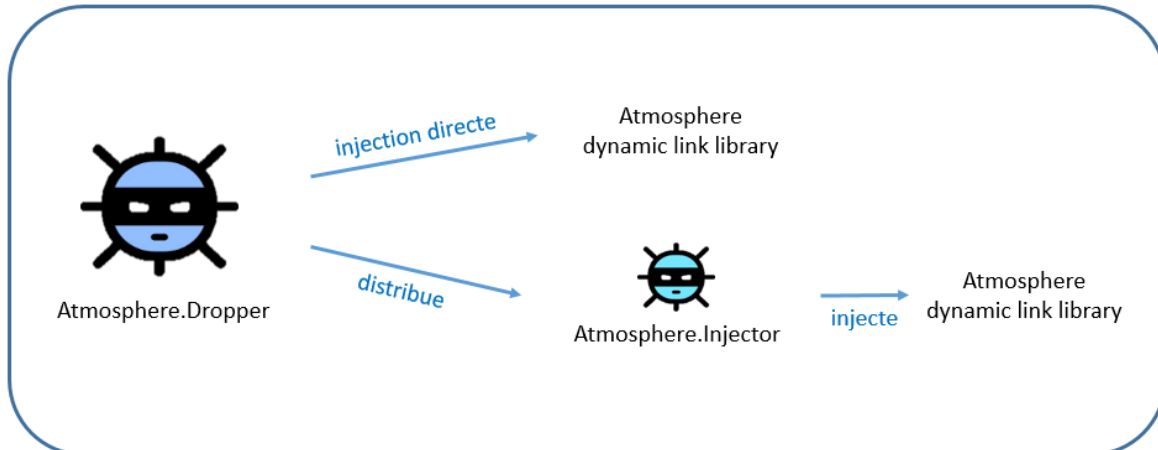 injection directe
Atmosphere
dynamic link library
Atmosphere.Dropper
distribue
Atmosphere.Injector
injecte
Atmosphere
dynamic link library